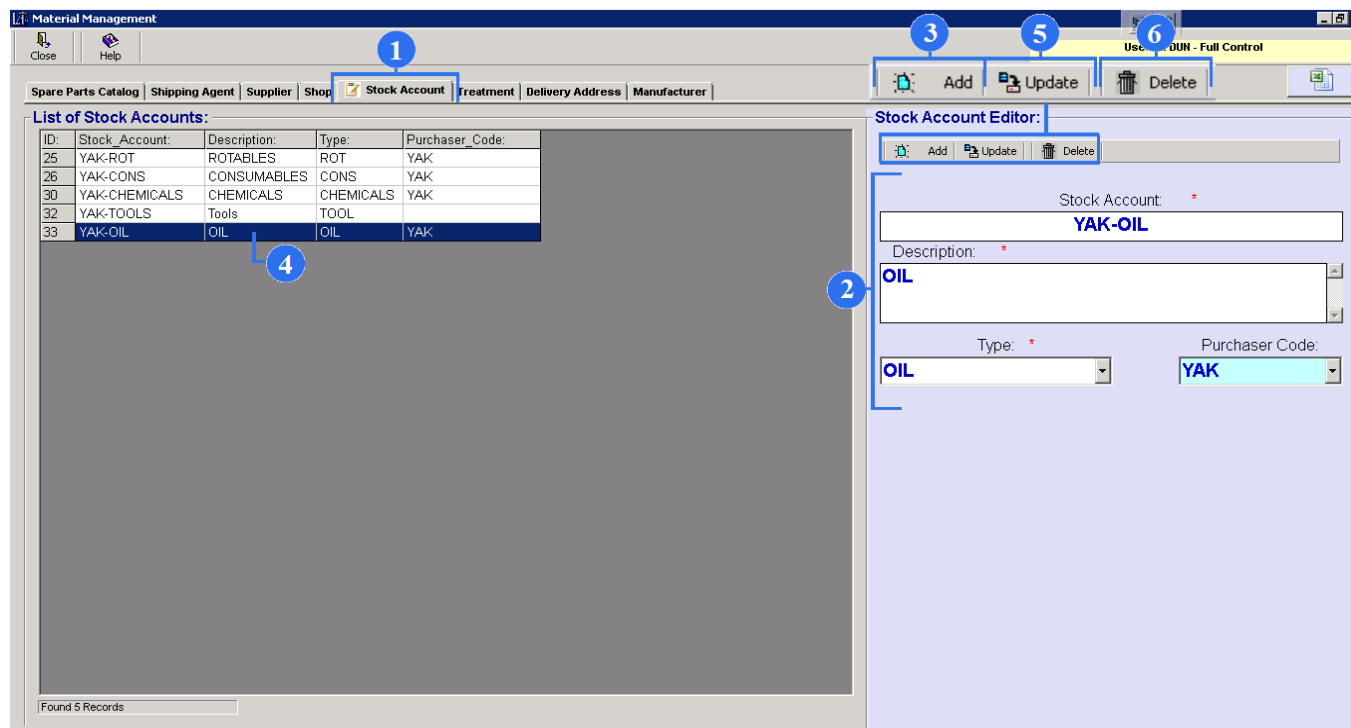 Material Management
Close Help
1 3 5 6
DUN - Full Control
Add Update Delete
Spare Parts Catalog Shipping Agent Supplier Shop Stock Account Treatment Delivery Address Manufacturer
List of Stock Accounts:
ID: Stock_Account: Description: Type: Purchaser_Code:
25 YAK-ROT ROTABLES ROT YAK
26 YAK-CONS CONSUMABLES CONS YAK
30 YAK-CHEMICALS CHEMICALS CHEMICALS YAK
32 YAK-TOOLS Tools TOOL
33 YAK-OIL OIL OIL YAK
4
Found 5 Records
Stock Account Editor:
Add Update Delete
2
Stock Account: *
YAK-OIL
Description: *
OIL
Type: * Purchaser Code:
OIL YAK